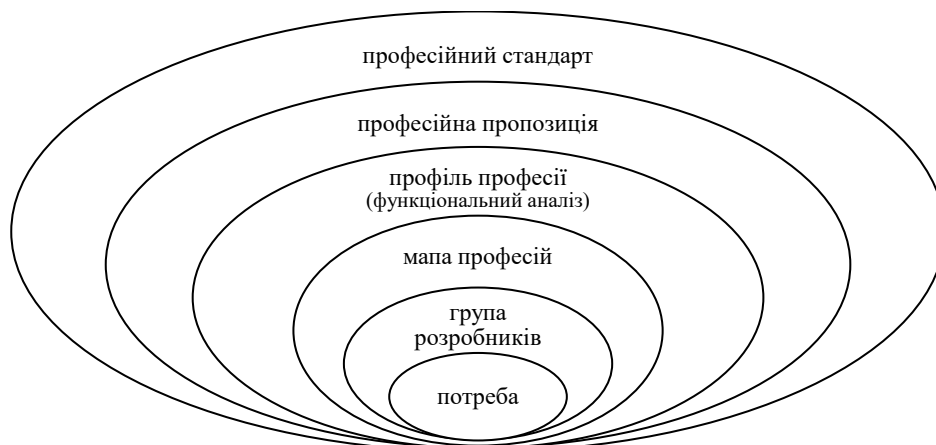 професійний стандарт
професійна пропозиція
профіль професії
(функціональний аналіз)
мапа професій
група
розробників
потреба